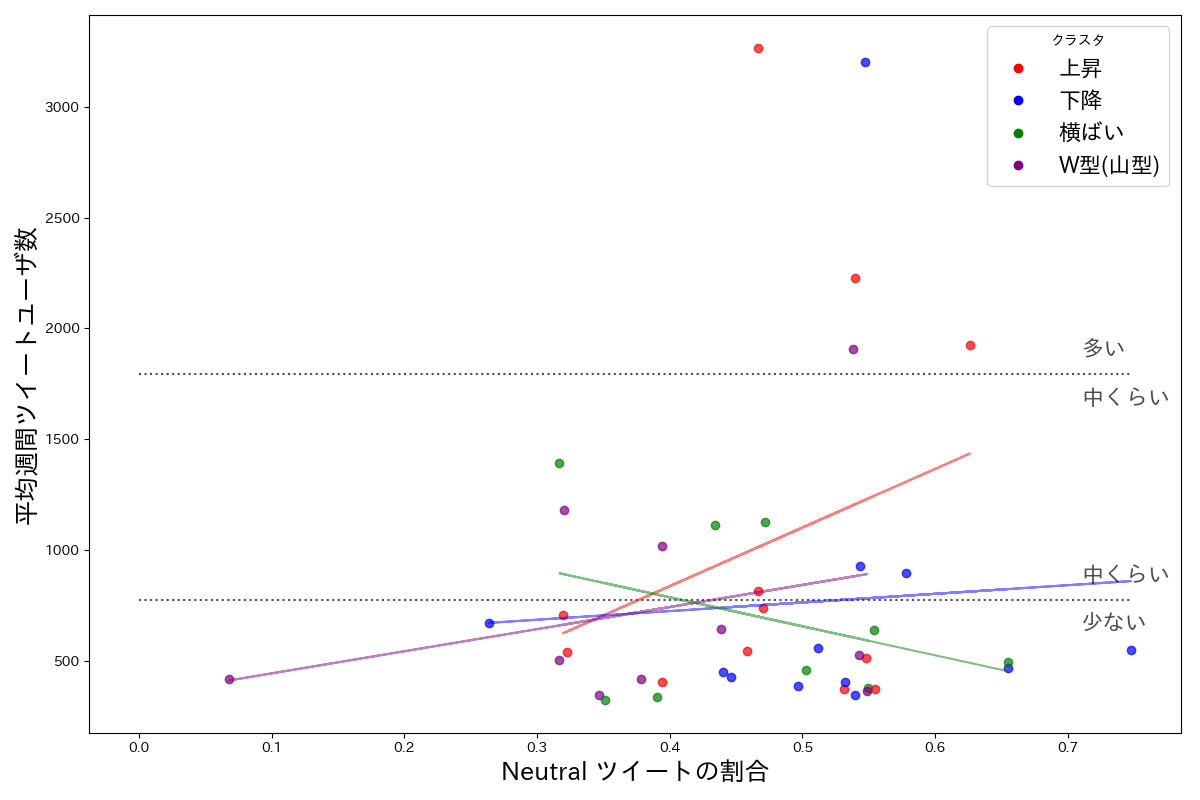 クラスタ
上昇
下降
横ばい
W型(山型)
平均週間ツイートユーザ数
3000
2500
2000
1500
1000
500
多い
中くらい
中くらい
少ない
0.0
0.1
0.2
0.3
0.4
0.5
0.6
0.7
Neutral ツイートの割合